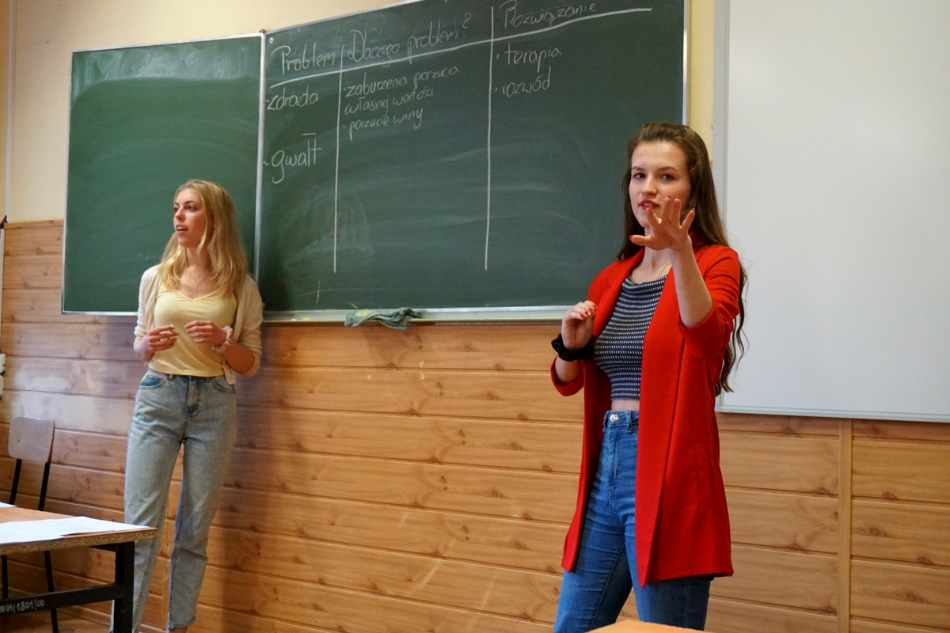 Problem Dlaczego problem? Rozwiązanie
zdrada zaburzenia poczucia • terapia
własnej wartości • rozwód
• poczucie winy
• gwałt